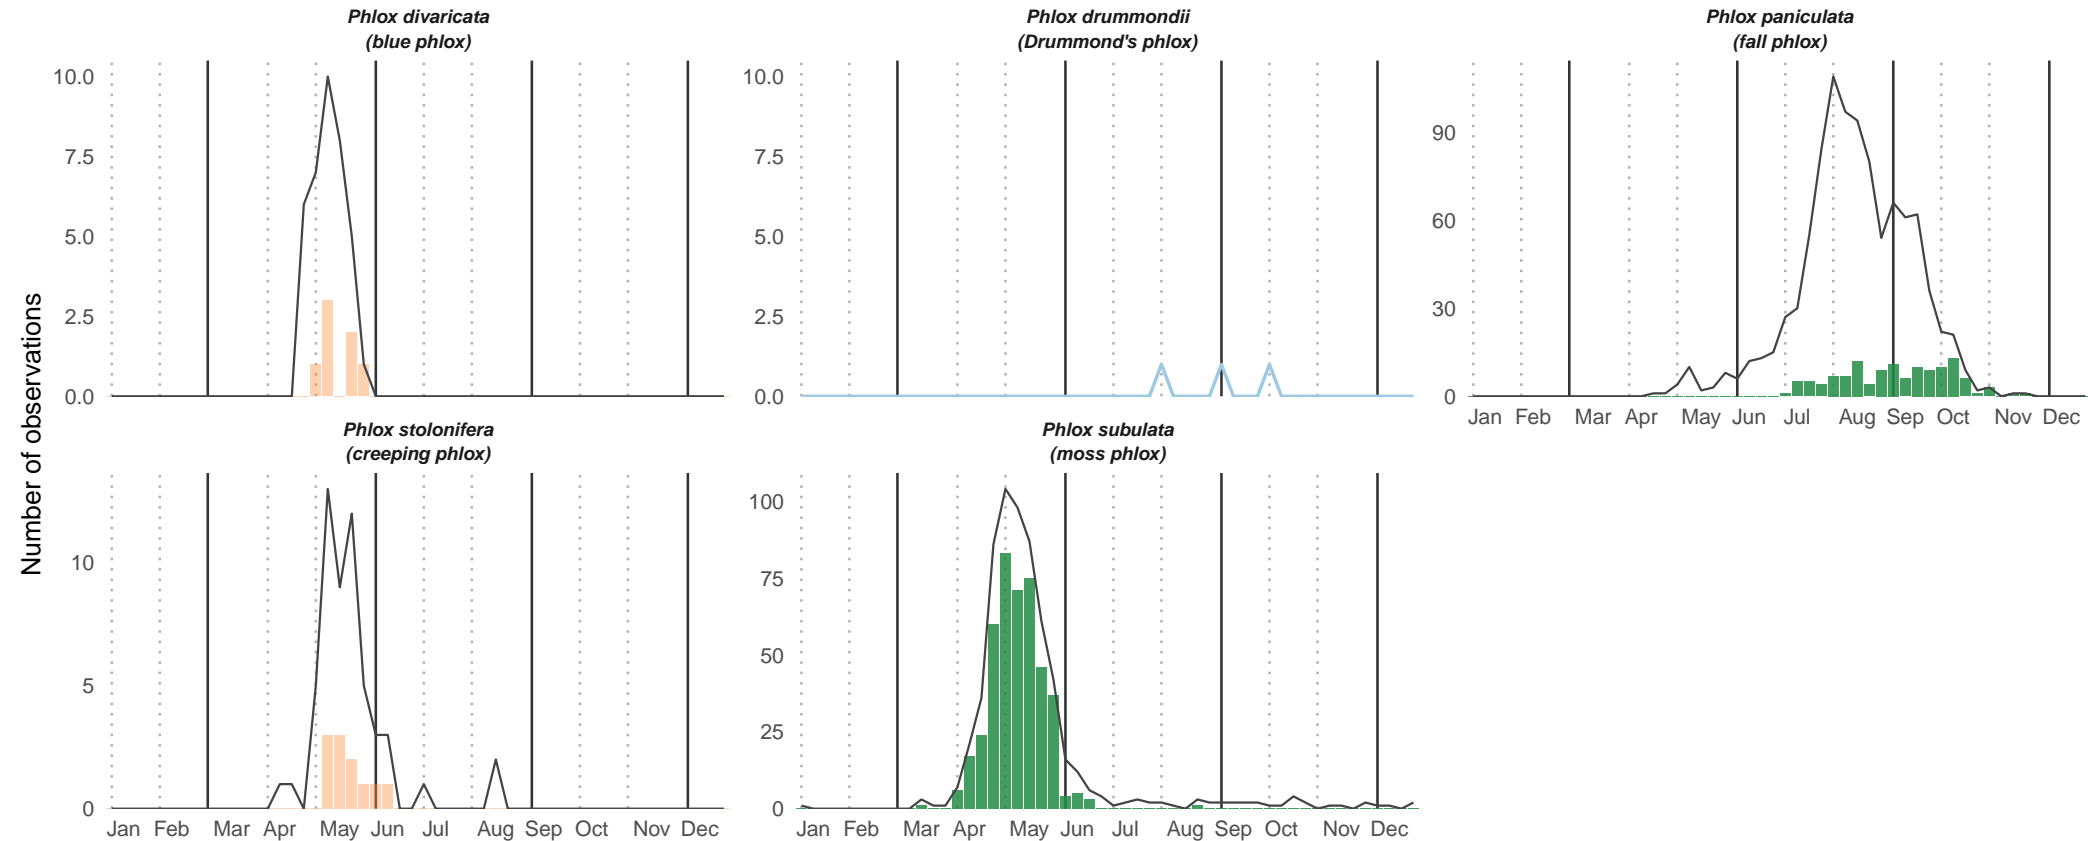 Phlox divaricata
(blue phlox)
Phlox drummondii
(Drummond's phlox)
Phlox paniculata
(fall phlox)
10.0
7.5
5.0
2.5
0.0
10.0
7.5
5.0
2.5
0.0
90
60
30
0
Jan Feb Mar Apr May Jun Jul Aug Sep Oct Nov Dec
Number of observations
Phlox stolonifera
(creeping phlox)
Phlox subulata
(moss phlox)
10
5
0
Jan Feb Mar Apr May Jun Jul Aug Sep Oct Nov Dec
100
75
50
25
0
Jan Feb Mar Apr May Jun Jul Aug Sep Oct Nov Dec